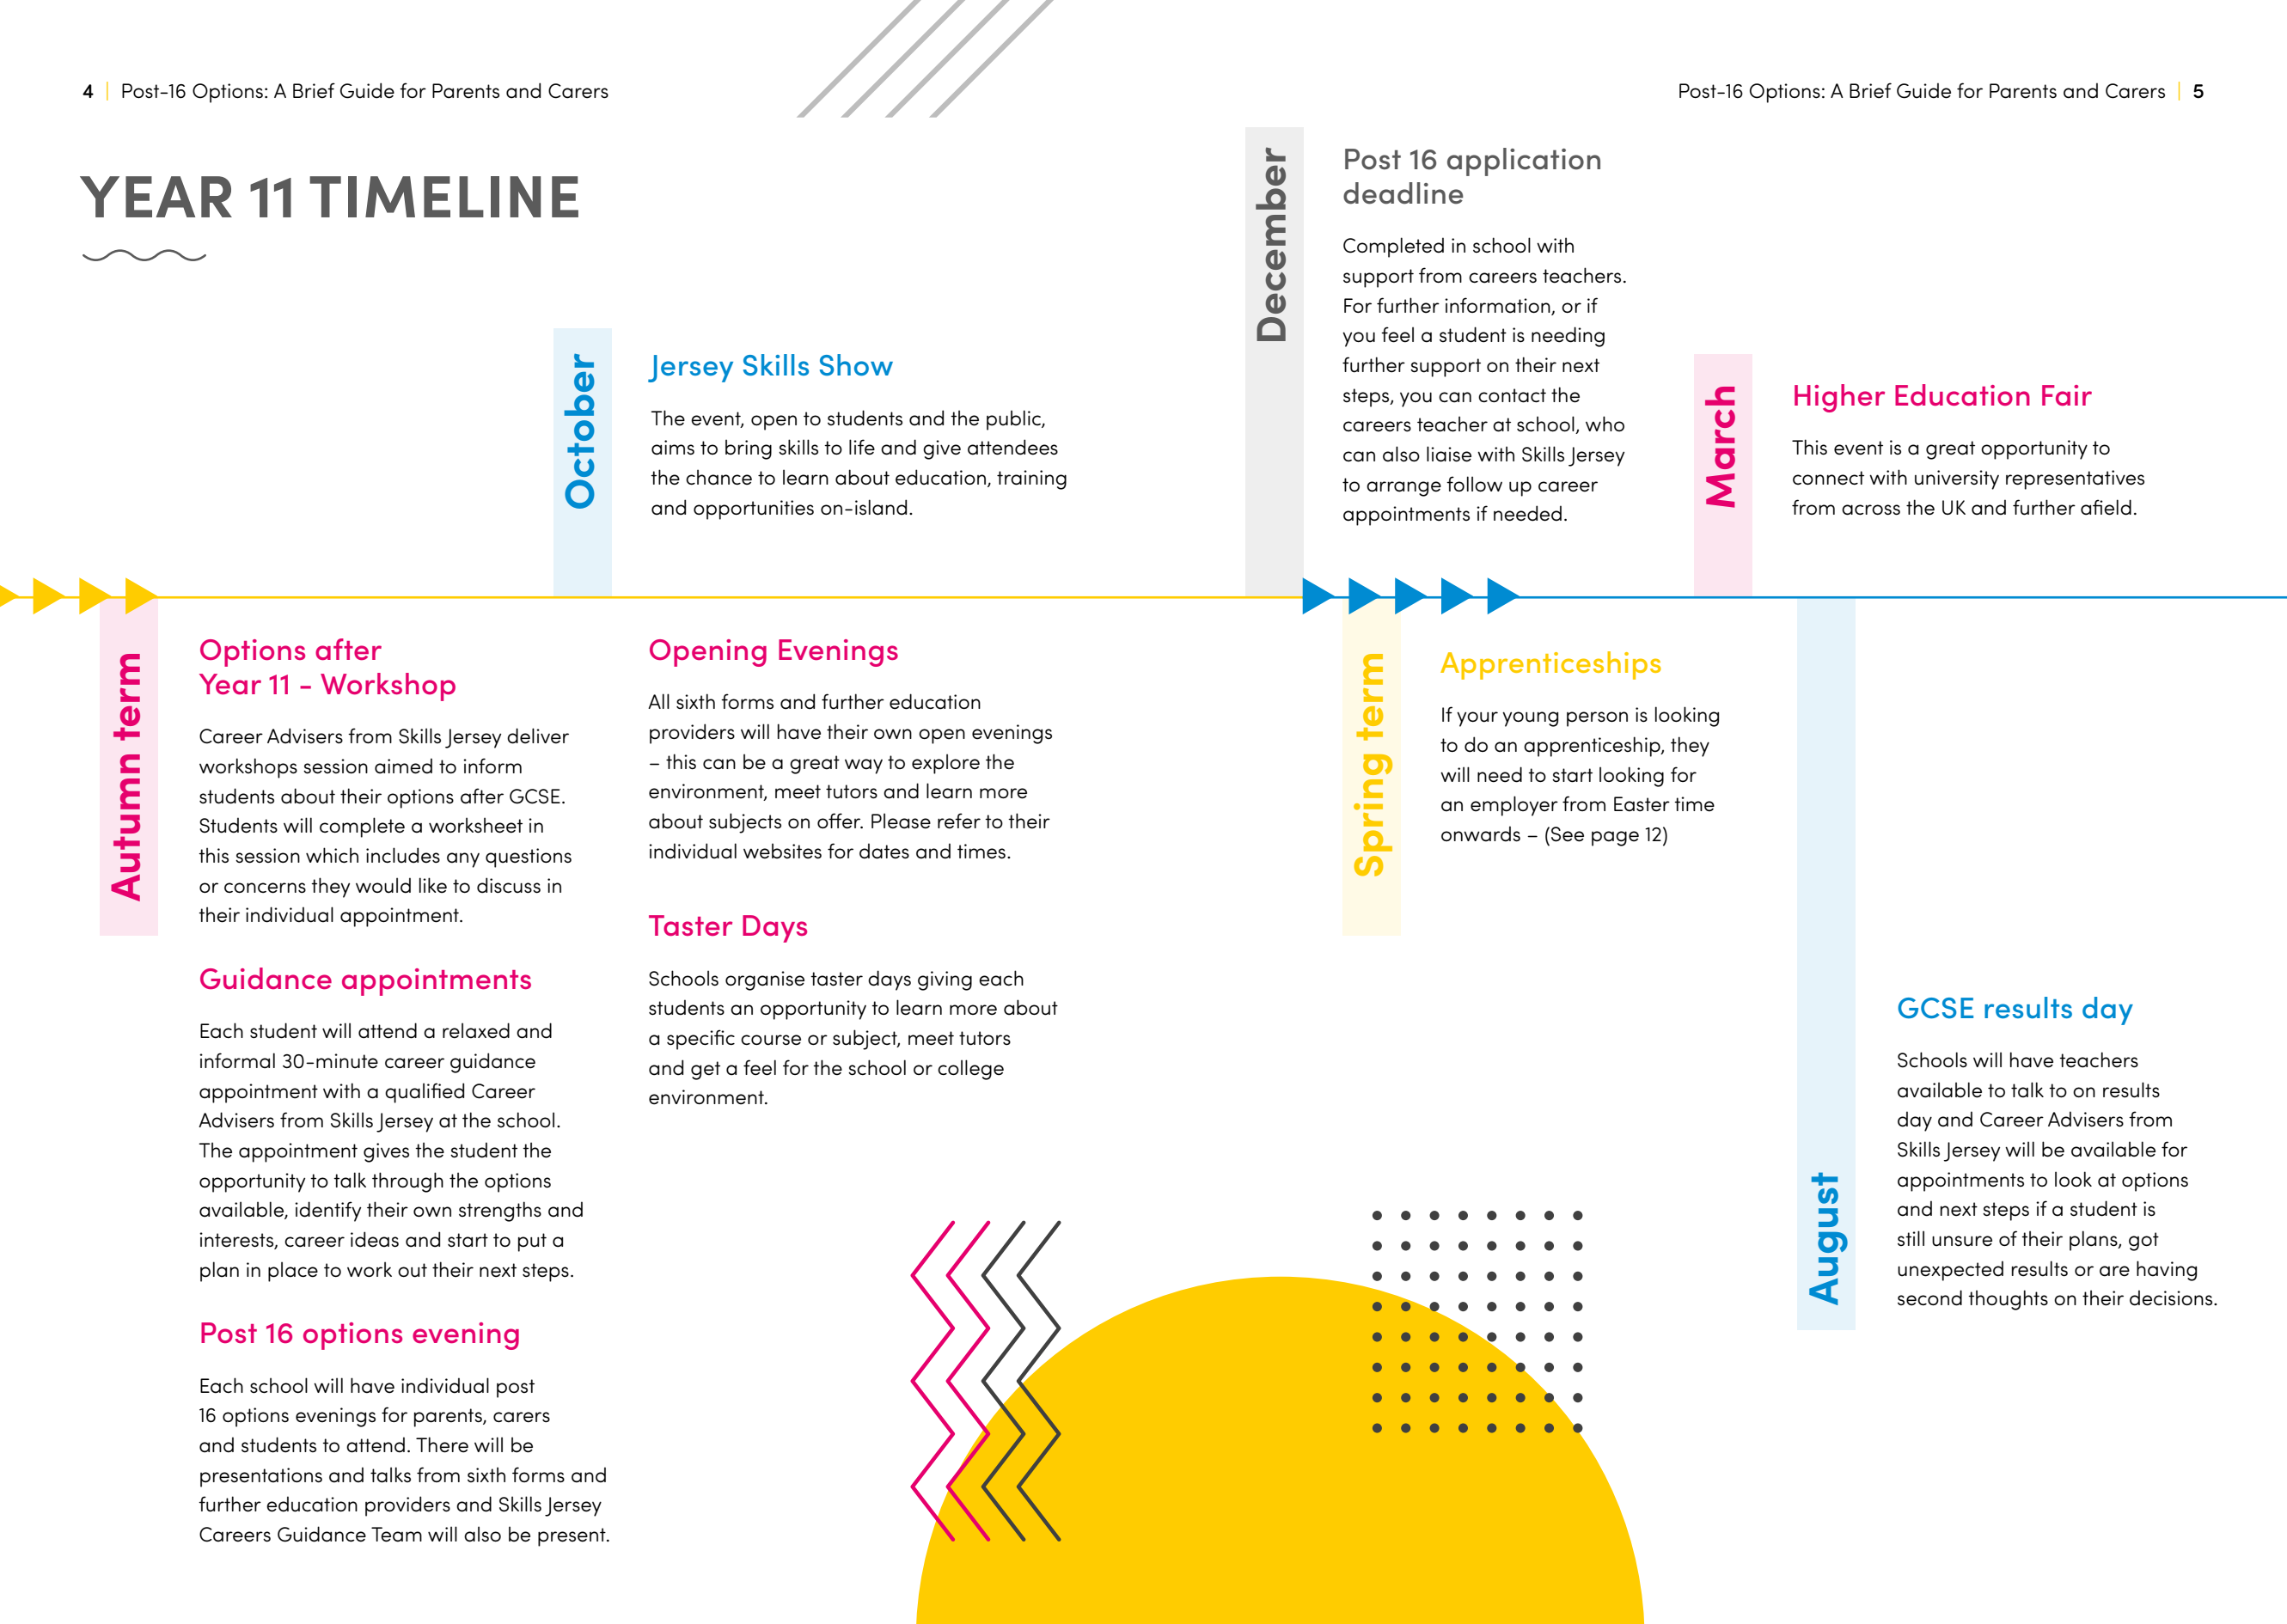 4 | Post-16 Options: A Brief Guide for Parents and Carers
Post-16 Options: A Brief Guide for Parents and Carers | 5
YEAR 11 TIMELINE
October
Jersey Skills Show
The event, open to students and the public,
aims to bring skills to life and give attendees
the chance to learn about education, training
and opportunities on-island.
December
Post 16 application
deadline
Completed in school with
support from careers teachers.
For further information, or if
you feel a student is needing
further support on their next
steps, you can contact the
careers teacher at school, who
can also liaise with Skills Jersey
to arrange follow up career
appointments if needed.
March
Higher Education Fair
This event is a great opportunity to
connect with university representatives
from across the UK and further afield.
Autumn term
Options after
Year 11 - Workshop
Career Advisers from Skills Jersey deliver
workshops session aimed to inform
students about their options after GCSE.
Students will complete a worksheet in
this session which includes any questions
or concerns they would like to discuss in
their individual appointment.
Guidance appointments
Each student will attend a relaxed and
informal 30-minute career guidance
appointment with a qualified Career
Advisers from Skills Jersey at the school.
The appointment gives the student the
opportunity to talk through the options
available, identify their own strengths and
interests, career ideas and start to put a
plan in place to work out their next steps.
Post 16 options evening
Each school will have individual post
16 options evenings for parents, carers
and students to attend. There will be
presentations and talks from sixth forms and
further education providers and Skills Jersey
Careers Guidance Team will also be present.
Opening Evenings
All sixth forms and further education
providers will have their own open evenings
– this can be a great way to explore the
environment, meet tutors and learn more
about subjects on offer. Please refer to their
individual websites for dates and times.
Taster Days
Schools organise taster days giving each
students an opportunity to learn more about
a specific course or subject, meet tutors
and get a feel for the school or college
environment.
Spring term
Apprenticeships
If your young person is looking
to do an apprenticeship, they
will need to start looking for
an employer from Easter time
onwards – (See page 12)
August
GCSE results day
Schools will have teachers
available to talk to on results
day and Career Advisers from
Skills Jersey will be available for
appointments to look at options
and next steps if a student is
still unsure of their plans, got
unexpected results or are having
second thoughts on their decisions.